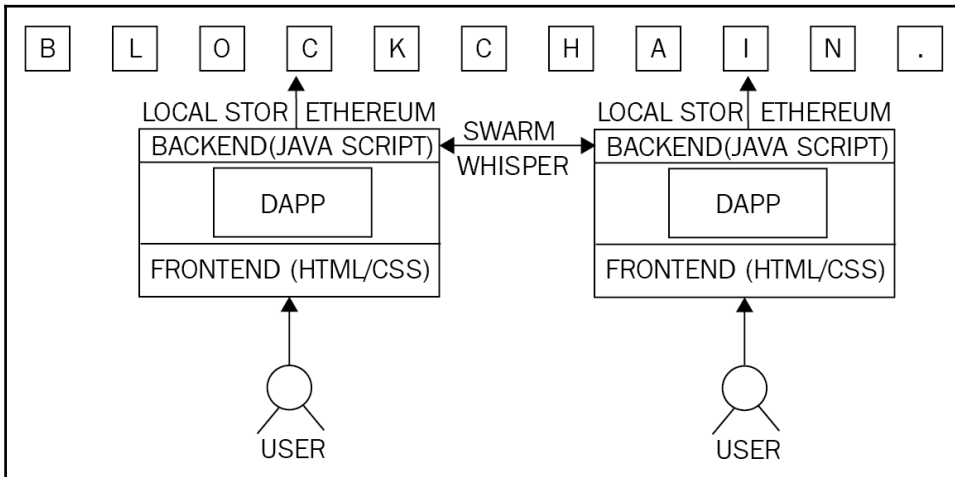 B L O C K C H A I N .
LOCAL STOR ETHEREUM
BACKEND(JAVA SCRIPT)
DAPP
FRONTEND (HTML/CSS)
USER
SWARM
WHISPER
LOCAL STOR ETHEREUM
BACKEND(JAVA SCRIPT)
DAPP
FRONTEND (HTML/CSS)
USER